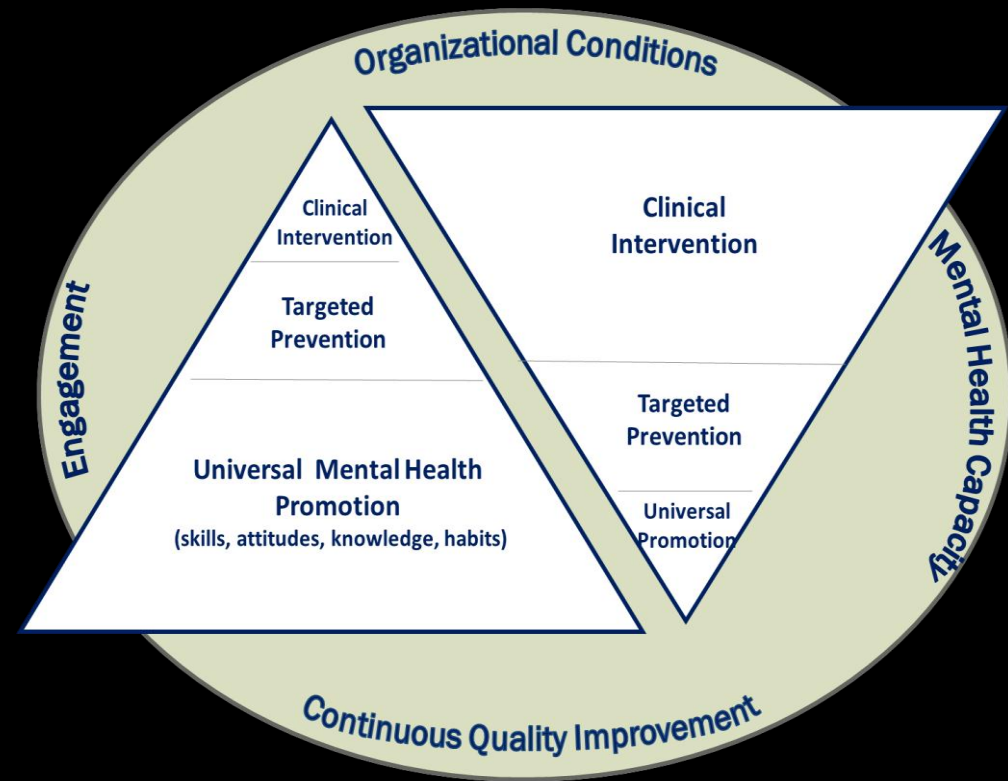 Organizational Conditions
Engagement
Clinical
Intervention
Targeted
Prevention
Universal Mental Health
Promotion
(skills, attitudes, knowledge, habits)
Clinical
Intervention
Targeted
Prevention
Universal
Promotion
Mental Health Capacity
Continuous Quality Improvement